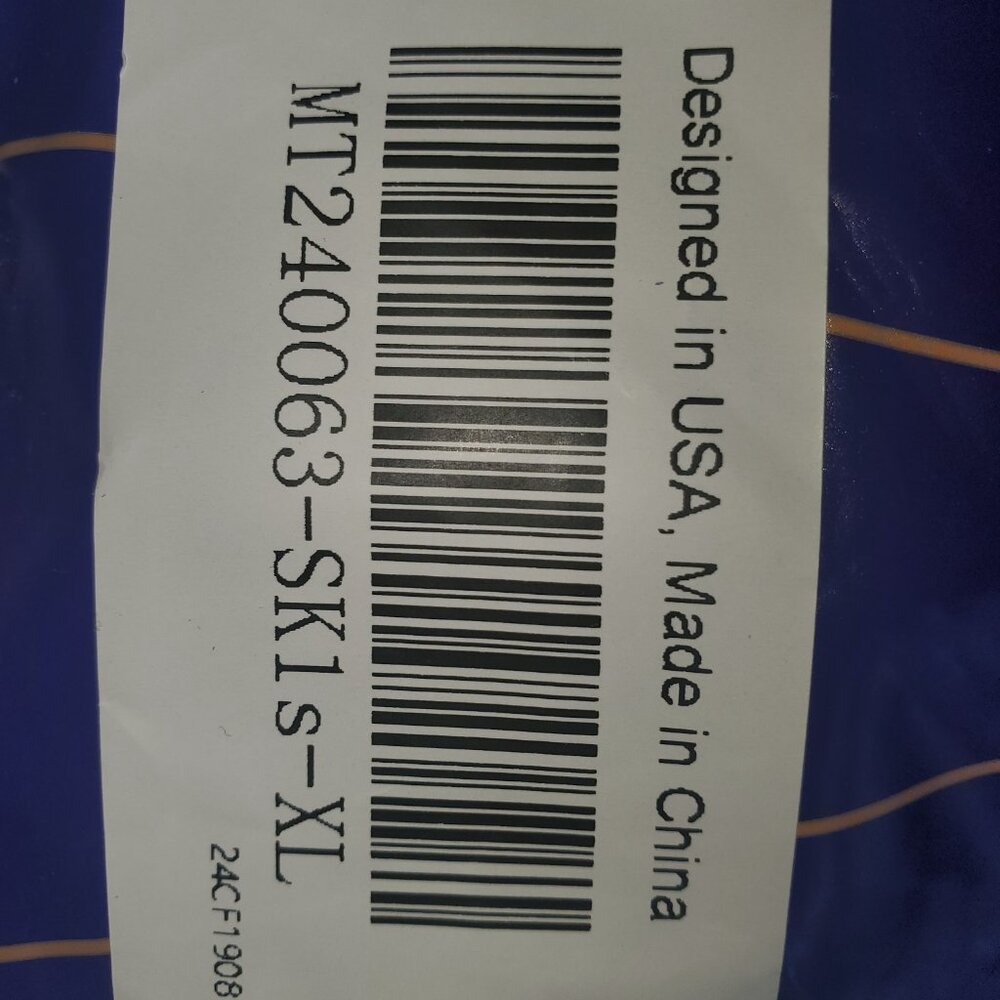 Designed in USA, Made in China
MT240063-SK1s-XL
24CF1908